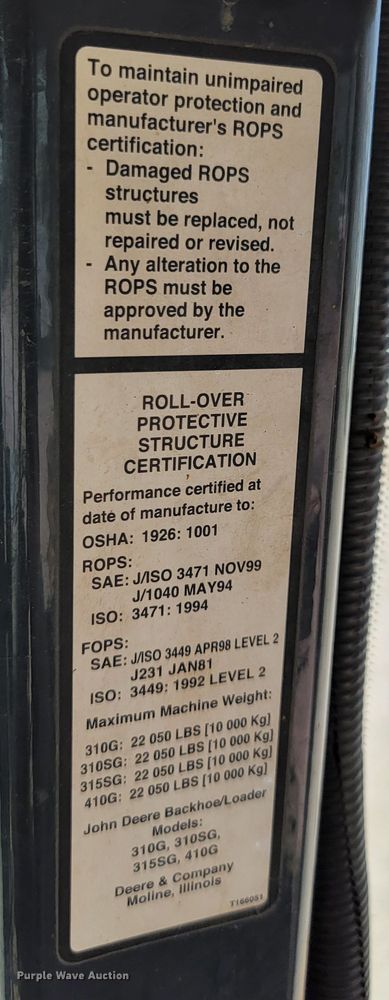 To maintain unimpaired
operator protection and
manufacturer's ROPS
certification:
- Damaged ROPS
structures
must be replaced, not
repaired or revised.
- Any alteration to the
ROPS must be
approved by the
manufacturer.
ROLL-OVER
PROTECTIVE
STRUCTURE
CERTIFICATION
Performance certified at
date of manufacture to:
OSHA: 1926: 1001
ROPS:
SAE: J/ISO 3471 NOV99
J/1040 MAY94
ISO: 3471: 1994
FOPS:
SAE: J/ISO 3449 APR98 LEVEL 2
J231 JAN81
ISO: 3449: 1992 LEVEL 2
Maximum Machine Weight:
310G: 22 050 LBS [10 000 Kg]
310SG: 22 050 LBS [10 000 Kg]
315SG: 22 050 LBS [10 000 Kg]
410G: 22 050 LBS [10 000 Kg]
John Deere Backhoe/Loader
Models:
310G, 310SG,
315SG, 410G
Deere & Company
Moline, Illinois
T166051
Purple Wave Auction